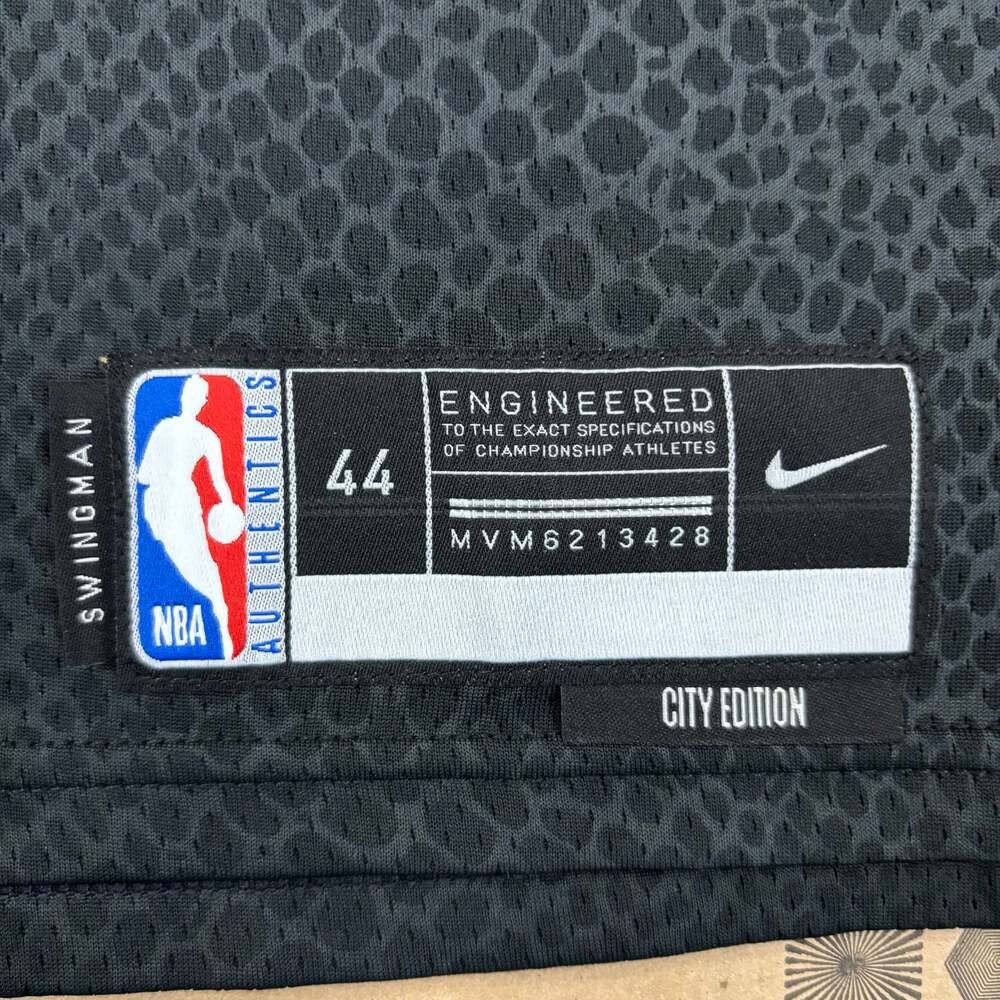 SWINGMAN
NBA
AUTHENTICS
44
ENGINEERED
TO THE EXACT SPECIFICATIONS
OF CHAMPIONSHIP ATHLETES
MVM6213428
CITY EDITION